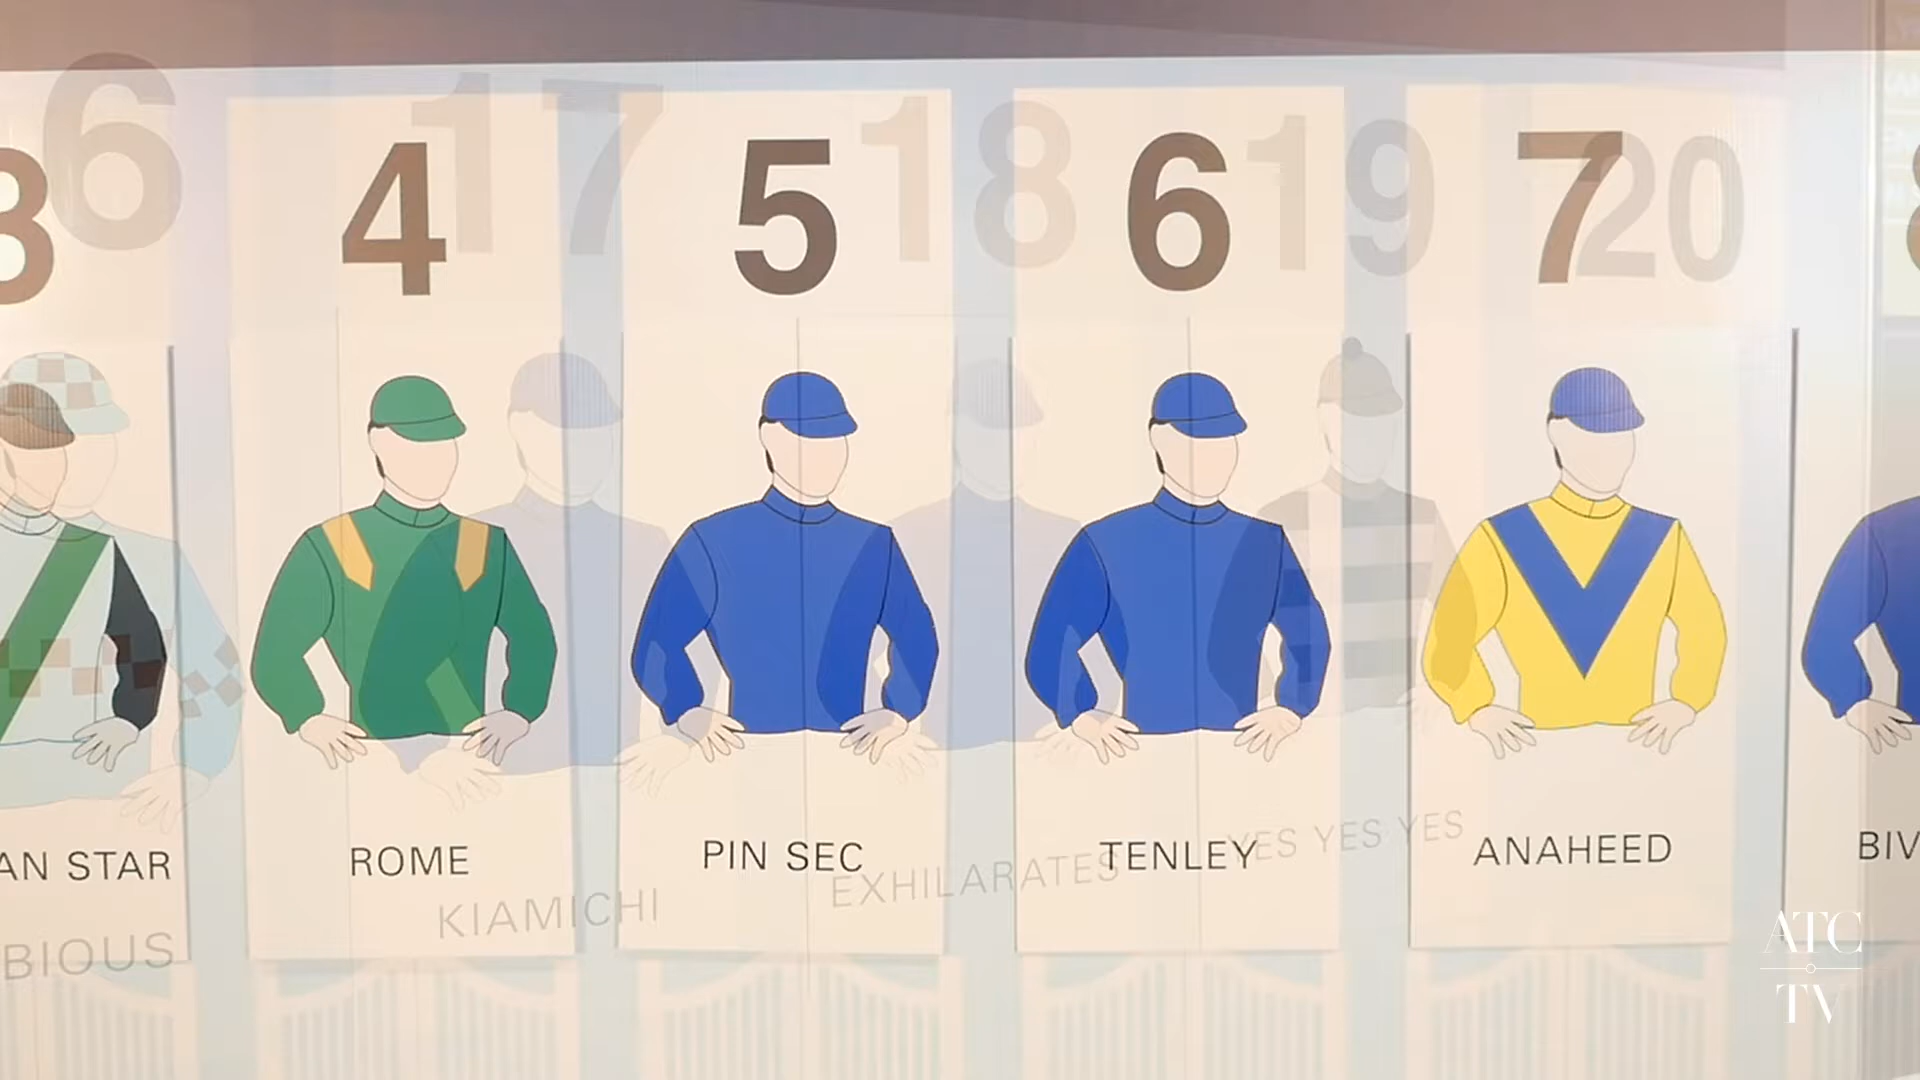 3 4 5 6 7 8
6 17 18 19 20
AN STAR ROME PIN SEC TENLEY ANAHEED BIV
BIOUS KIAMICHI EXHILARATES YES YES YES
ATC
TV